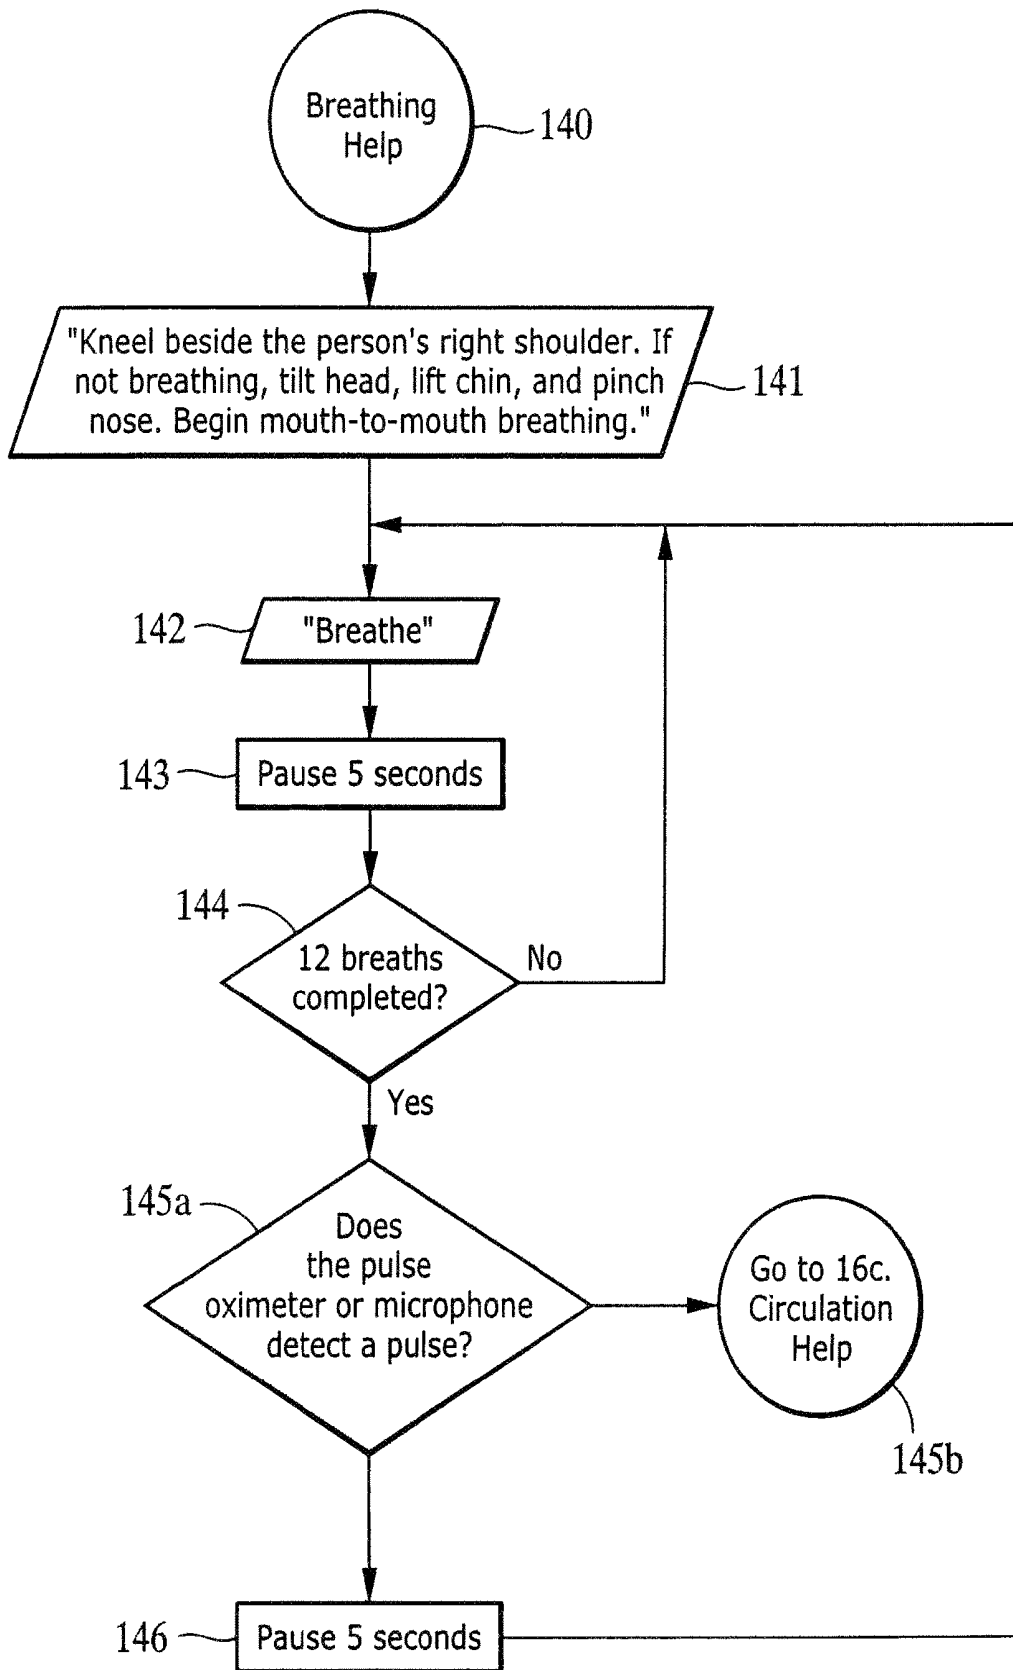 Breathing
Help
140
"Kneel beside the person's right shoulder. If
not breathing, tilt head, lift chin, and pinch
nose. Begin mouth-to-mouth breathing."
141
142
"Breathe"
143
Pause 5 seconds
144
12 breaths
completed?
No
Yes
145a
Does
the pulse
oximeter or microphone
detect a pulse?
Go to 16c.
Circulation
Help
145b
146
Pause 5 seconds